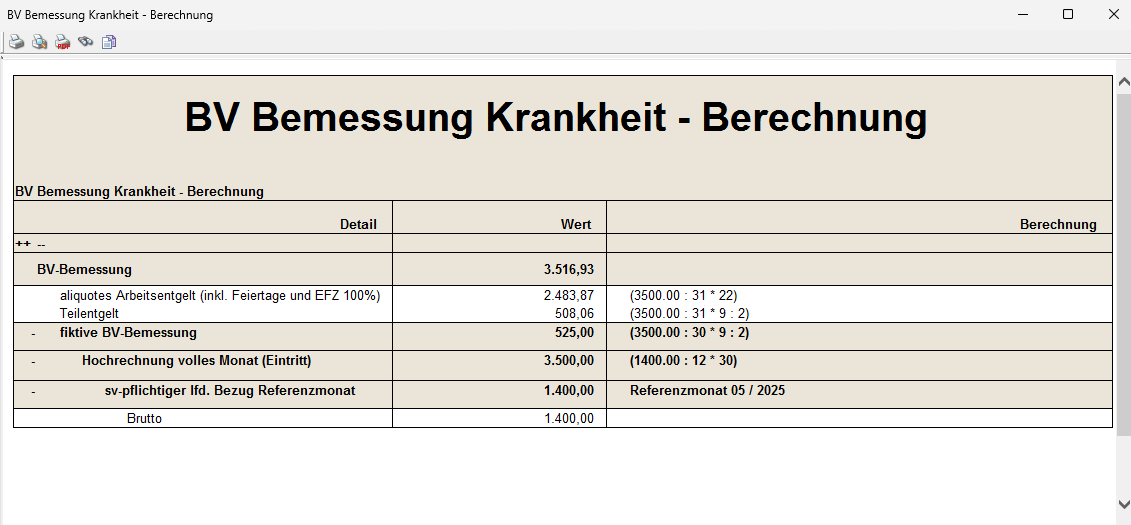 BV Bemessung Krankheit - Berechnung
PDF
BV Bemessung Krankheit - Berechnung
BV Bemessung Krankheit - Berechnung
Detail Wert Berechnung
++ --
BV-Bemessung 3.516,93
aliquotes Arbeitsentgelt (inkl. Feiertage und EFZ 100%) 2.483,87 (3500.00 : 31 * 22)
Teilentgelt 508,06 (3500.00 : 31 * 9 : 2)
- fiktive BV-Bemessung 525,00 (3500.00 : 30 * 9 : 2)
- Hochrechnung volles Monat (Eintritt) 3.500,00 (1400.00 : 12 * 30)
- sv-pflichtiger lfd. Bezug Referenzmonat 1.400,00 Referenzmonat 05 / 2025
Brutto 1.400,00